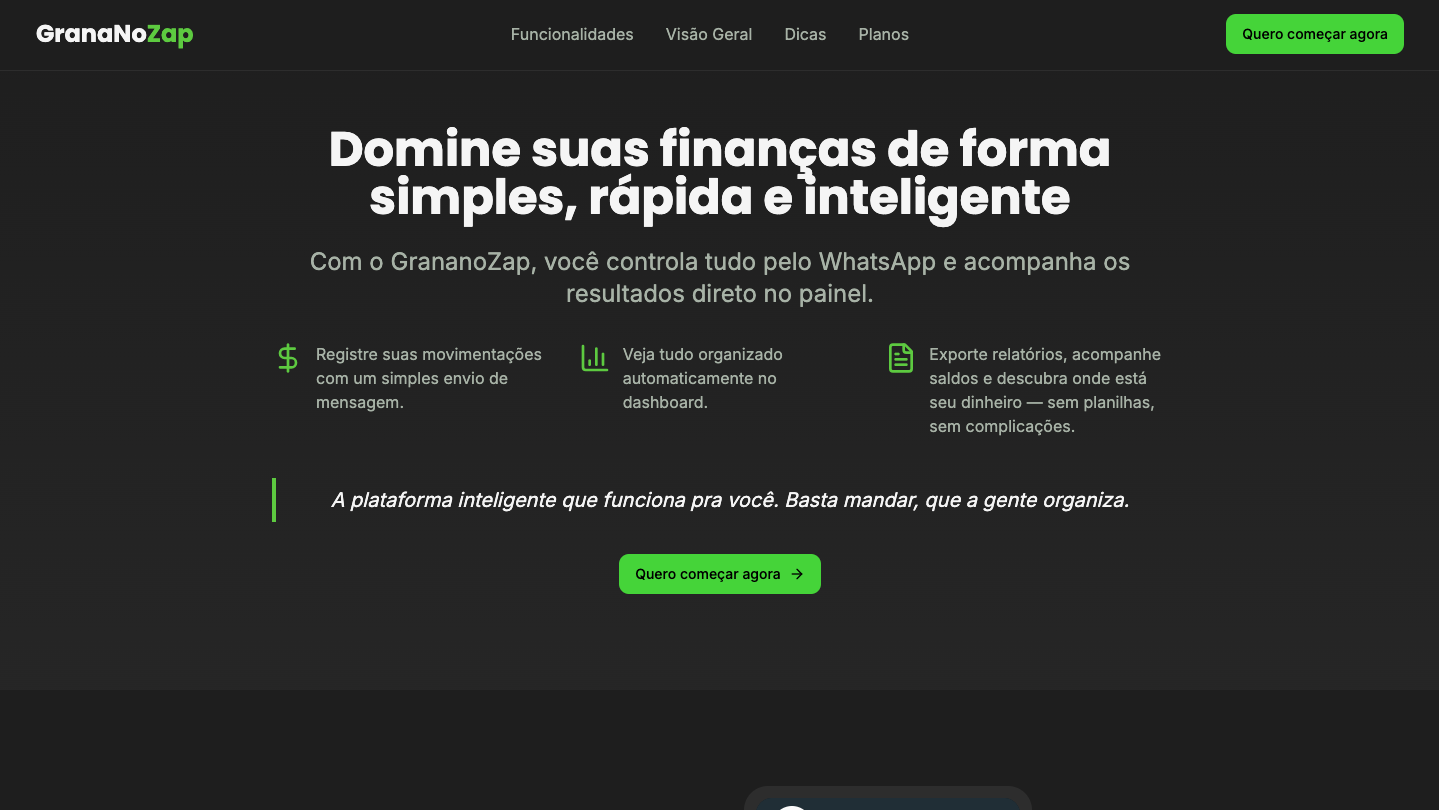 GranaNoZap
Funcionalidades
Visão Geral
Dicas
Planos
Quero começar agora
Domine suas finanças de forma
simples, rápida e inteligente
Com o GrananoZap, você controla tudo pelo WhatsApp e acompanha os
resultados direto no painel.
Registre suas movimentações
com um simples envio de
mensagem.
Veja tudo organizado
automaticamente no
dashboard.
Exporte relatórios, acompanhe
saldos e descubra onde está
seu dinheiro — sem planilhas,
sem complicações.
A plataforma inteligente que funciona pra você. Basta mandar, que a gente organiza.
Quero começar agora →